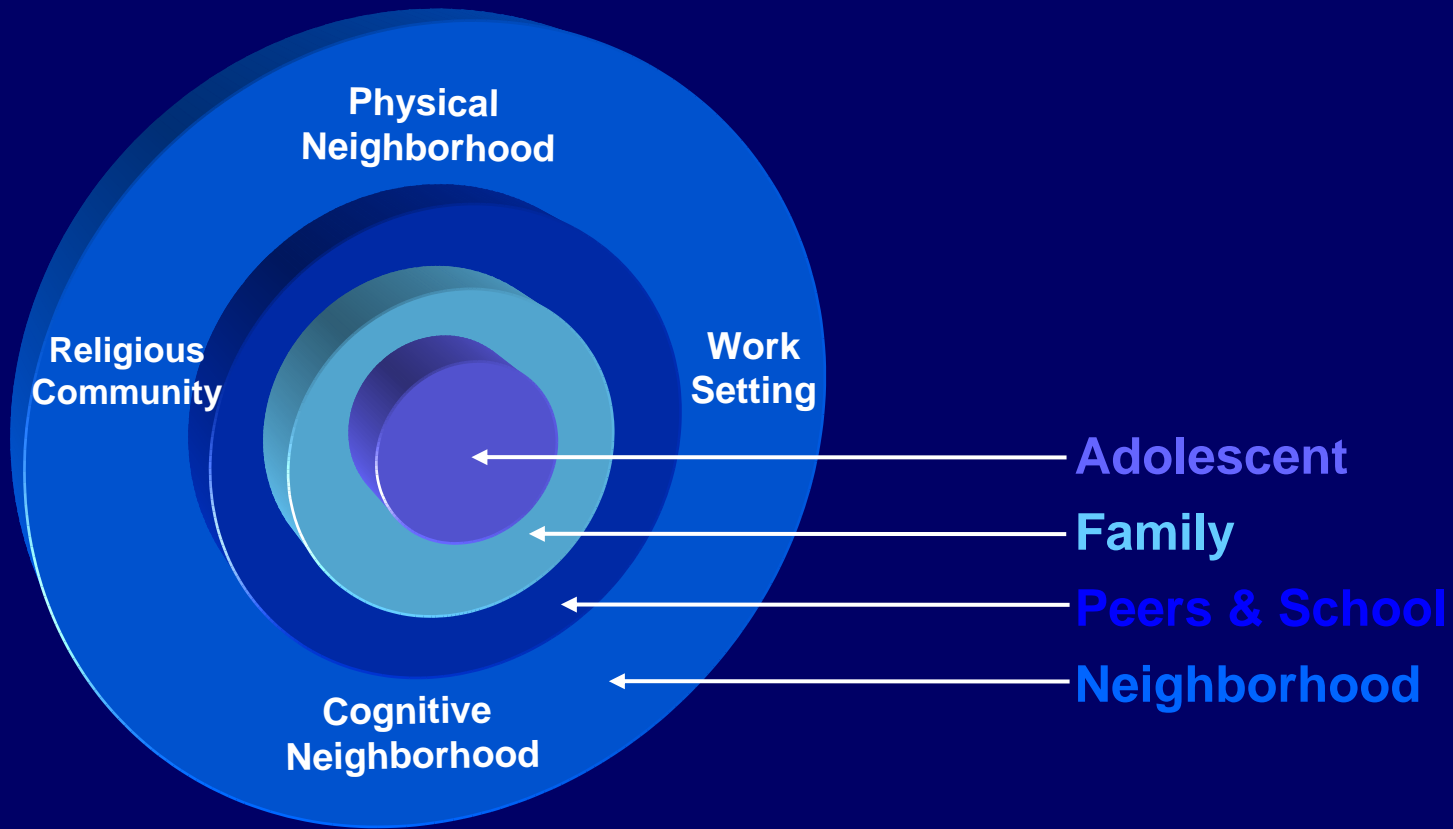 Physical
Neighborhood
Religious
Community
Work
Setting
Adolescent
Family
Peers & School
Neighborhood
Cognitive
Neighborhood